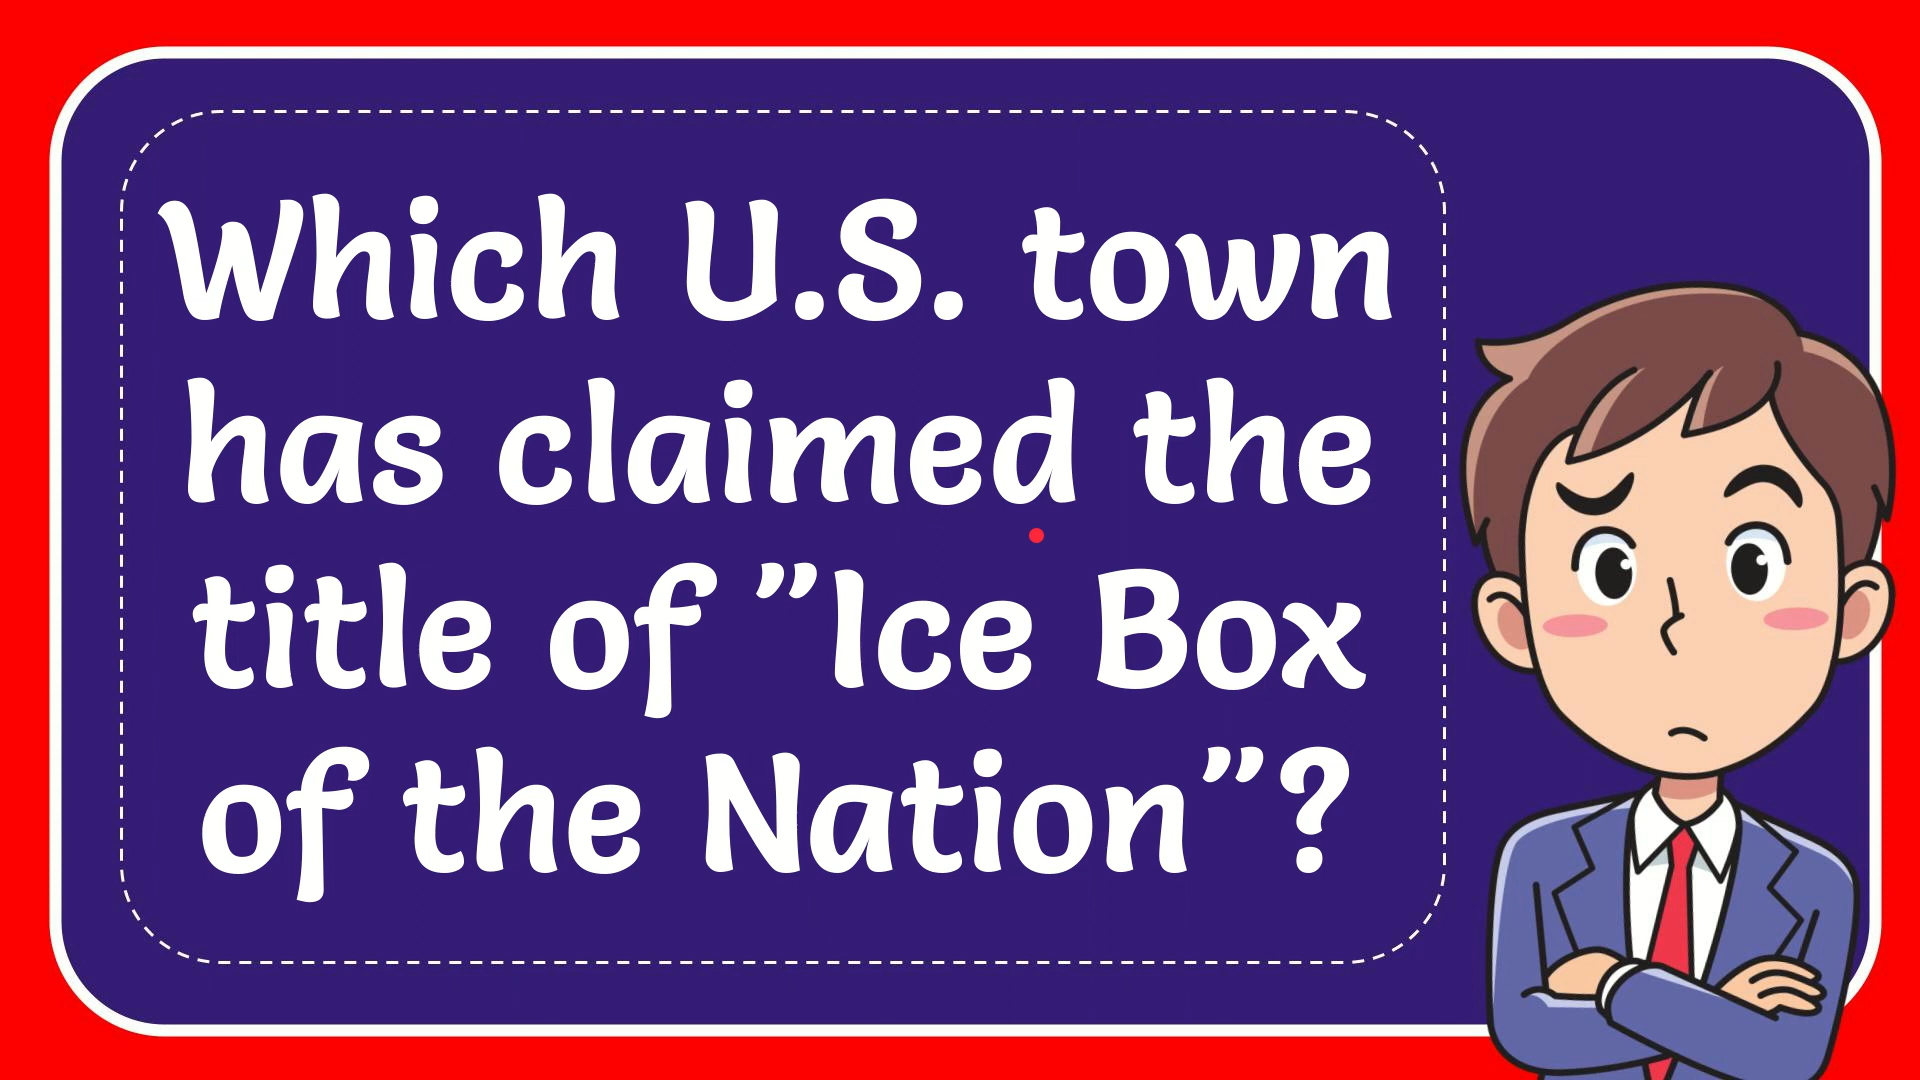 Which U.S. town
has claimed the
title of ”Ice Box
of the Nation”?